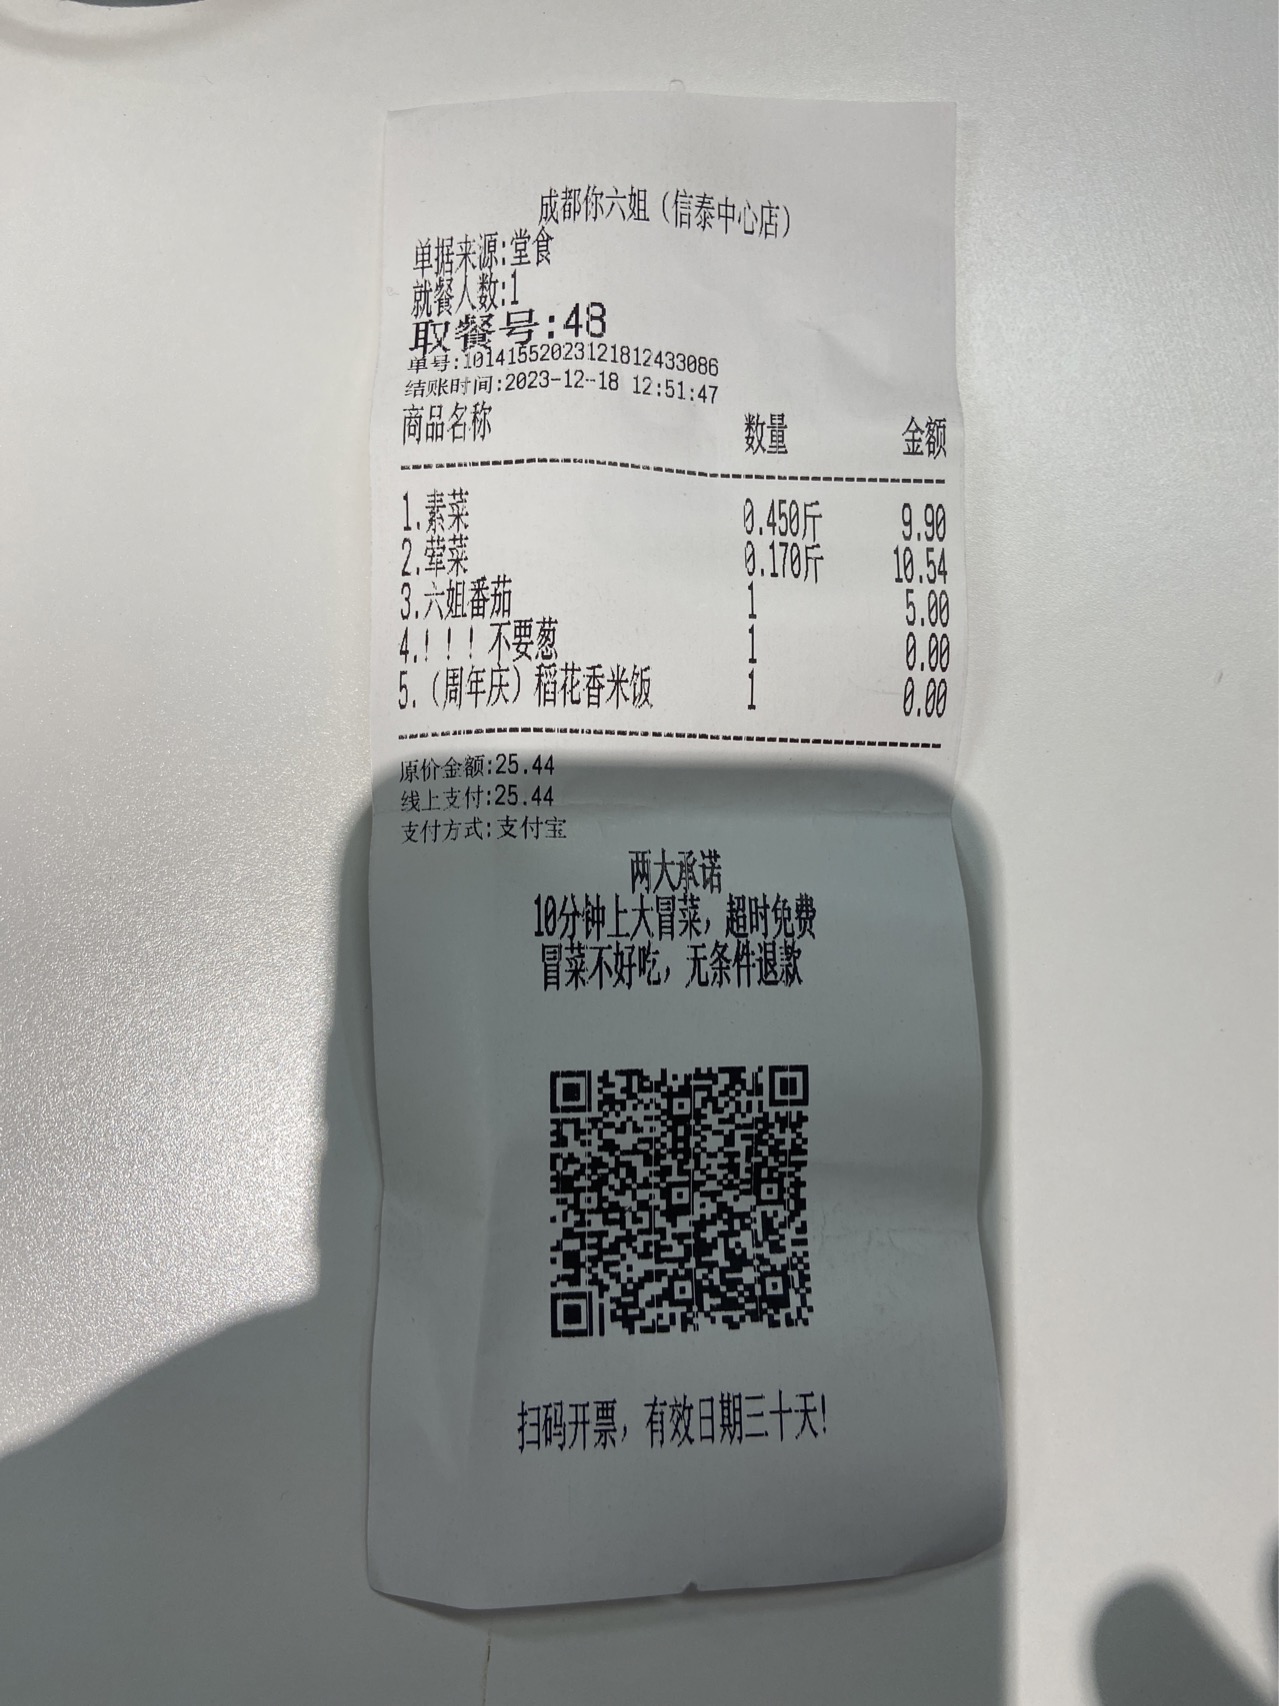 成都你六姐（信泰中心店）
单据来源:堂食
就餐人数:1
取餐号:48
单号:10141552023121812433086
结账时间:2023-12-18 12:51:47
商品名称 数量 金额
1.素菜 0.450斤 9.90
2.荤菜 0.170斤 10.54
3.六姐番茄 1 5.00
4.！！！不要葱 1 0.00
5.（周年庆）稻花香米饭 1 0.00
原价金额:25.44
线上支付:25.44
支付方式:支付宝
两大承诺
10分钟上大冒菜，超时免费
冒菜不好吃，无条件退款
扫码开票，有效日期三十天!